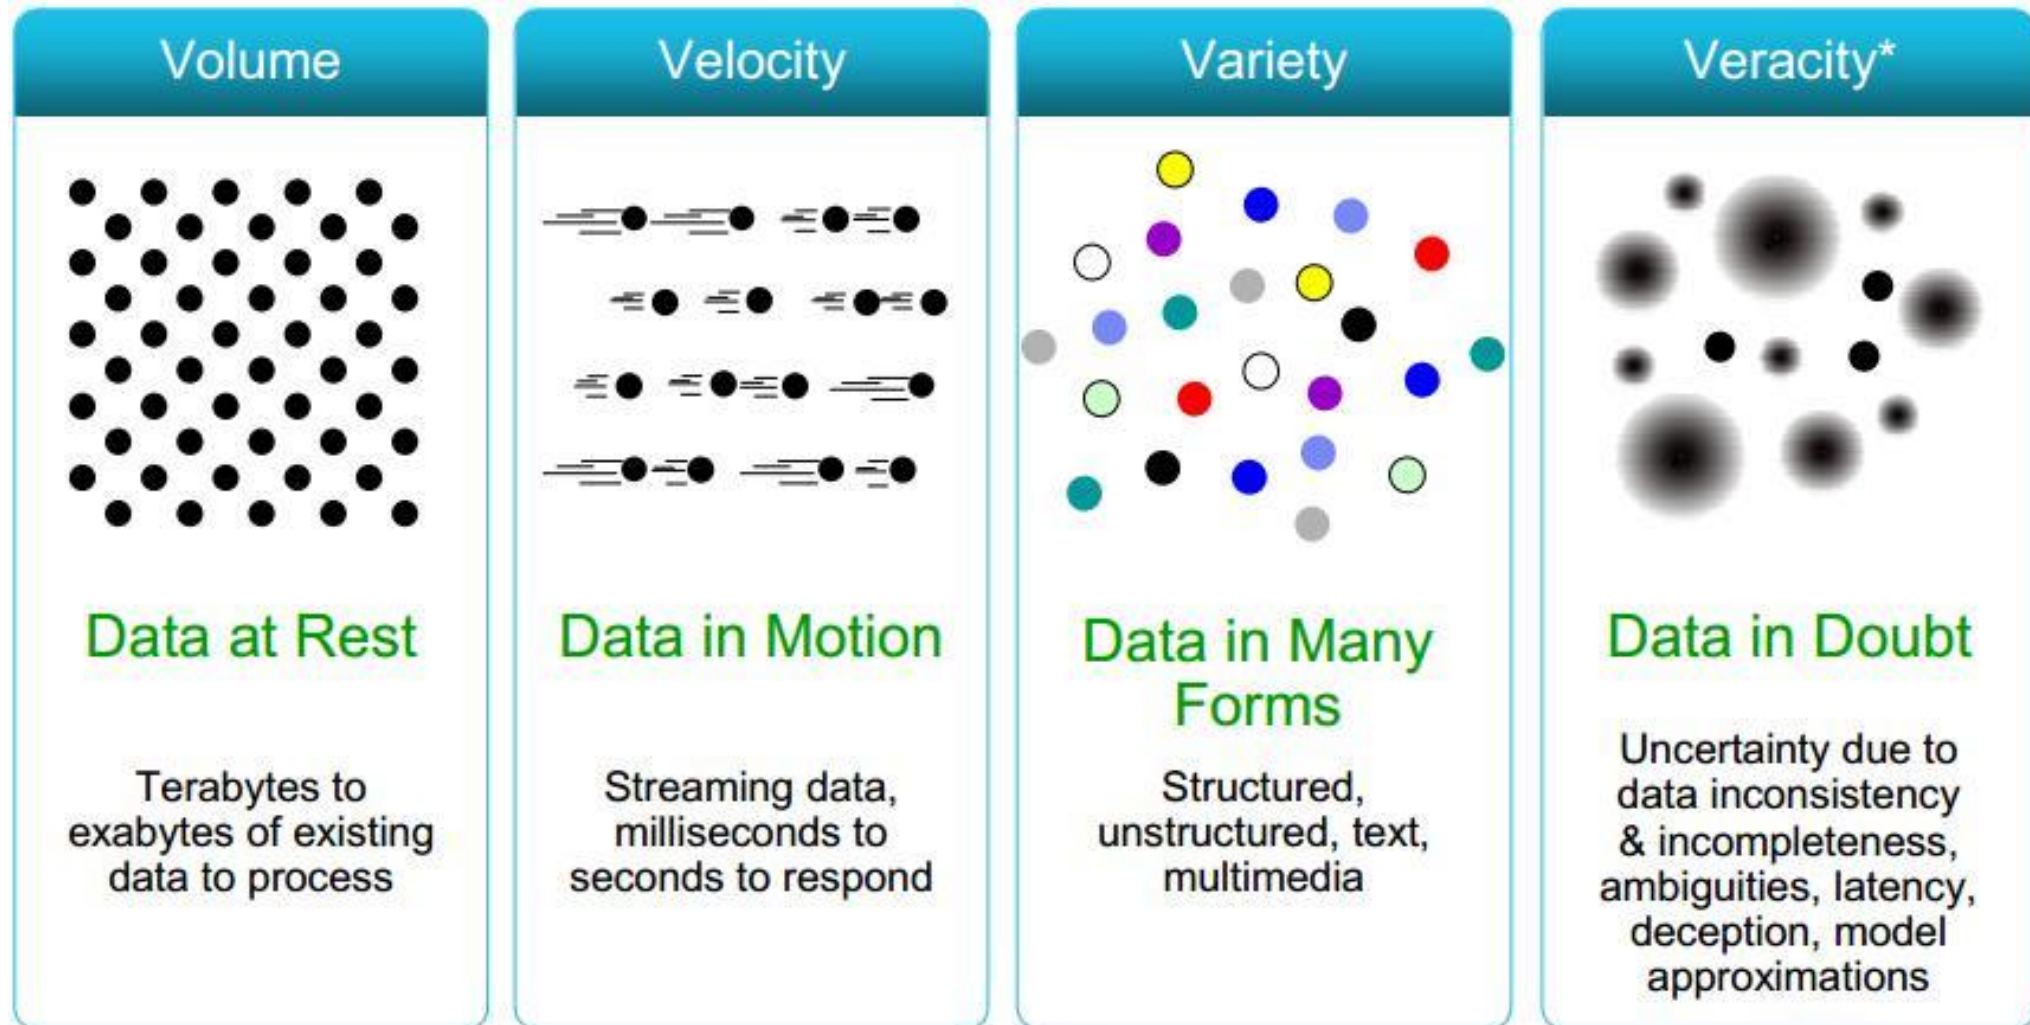 Volume
Data at Rest
Terabytes to
exabytes of existing
data to process
Velocity
Data in Motion
Streaming data,
milliseconds to
seconds to respond
Variety
Data in Many
Forms
Structured,
unstructured, text,
multimedia
Veracity*
Data in Doubt
Uncertainty due to
data inconsistency
& incompleteness,
ambiguities, latency,
deception, model
approximations